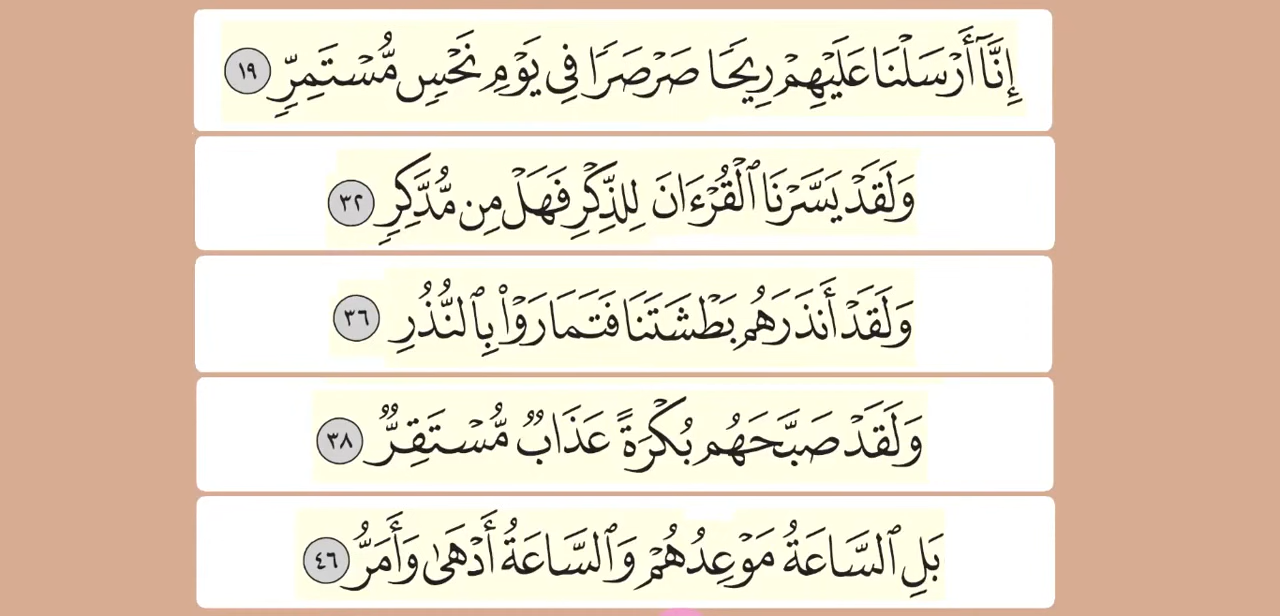 إِنَّآ أَرْسَلْنَا عَلَيْهِمْ رِيحًا صَرْصَرًا فِى يَوْمِ نَحْسٍ مُّسْتَمِرٍّ ١٩
وَلَقَدْ يَسَّرْنَا ٱلْقُرْءَانَ لِلذِّكْرِ فَهَلْ مِن مُّدَّكِرٍ ٣٢
وَلَقَدْ أَنذَرَهُم بَطْشَتَنَا فَتَمَارَوْا۟ بِٱلنُّذُرِ ٣٦
وَلَقَدْ صَبَّحَهُم بُكْرَةً عَذَابٌ مُّسْتَقِرٌّ ٣٨
بَلِ ٱلسَّاعَةُ مَوْعِدُهُمْ وَٱلسَّاعَةُ أَدْهَىٰ وَأَمَرُّ ٤٦